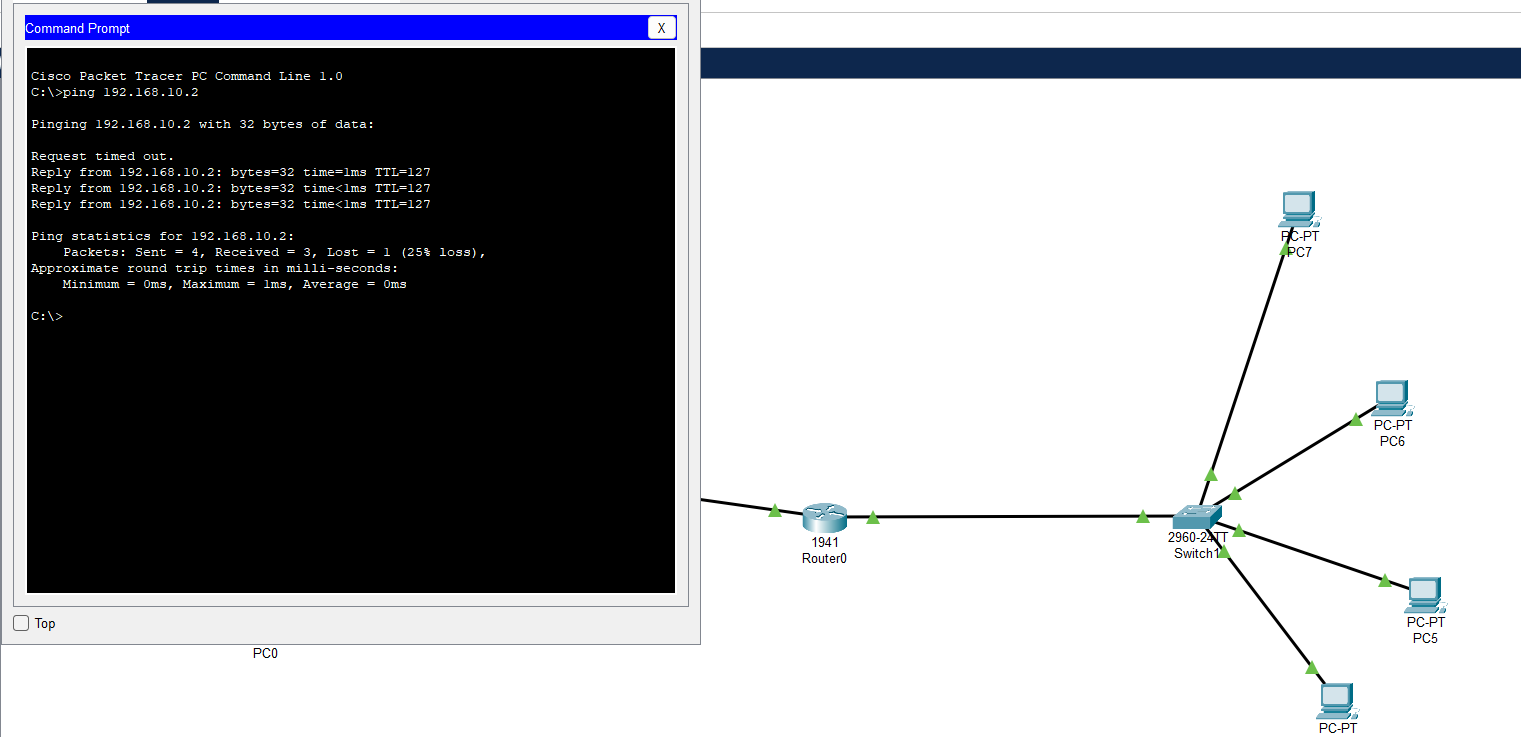 Command Prompt
X
Cisco Packet Tracer PC Command Line 1.0
C:\>ping 192.168.10.2
Pinging 192.168.10.2 with 32 bytes of data:
Request timed out.
Reply from 192.168.10.2: bytes=32 time=1ms TTL=127
Reply from 192.168.10.2: bytes=32 time<1ms TTL=127
Reply from 192.168.10.2: bytes=32 time<1ms TTL=127
Ping statistics for 192.168.10.2:
Packets: Sent = 4, Received = 3, Lost = 1 (25% loss),
Approximate round trip times in milli-seconds:
Minimum = 0ms, Maximum = 1ms, Average = 0ms
C:\>
Top
PC0
PC-PT
PC7
PC-PT
PC6
1941
Router0
2960-24TT
Switch1
PC-PT
PC5
PC-PT